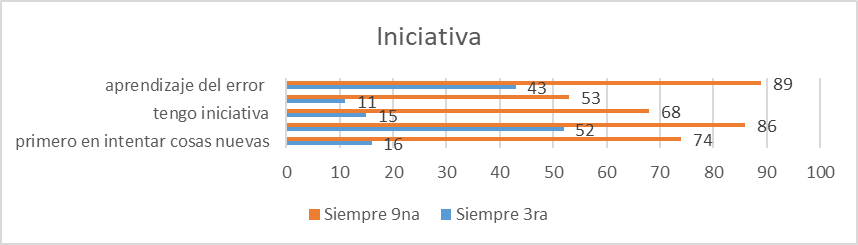 Iniciativa
aprendizaje del error
43
89
11
53
tengo iniciativa
15
68
52
86
primero en intentar cosas nuevas
16
74
0 10 20 30 40 50 60 70 80 90 100
Siempre 9na Siempre 3ra